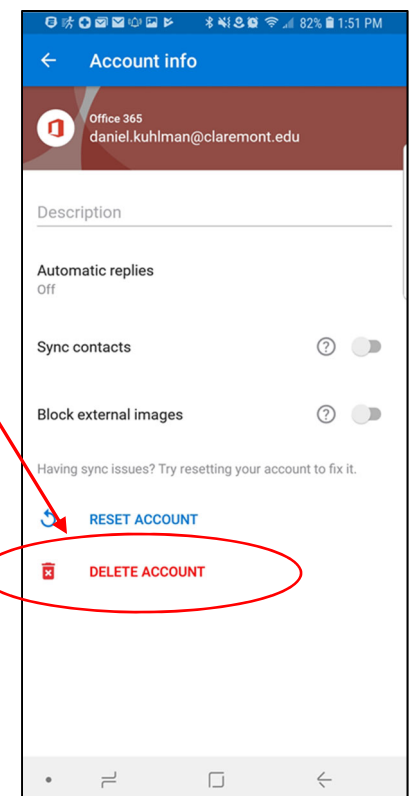 82% 1:51 PM
Account info
Office 365
daniel.kuhlman@claremont.edu
Description
Automatic replies
Off
Sync contacts
?
Block external images
?
Having sync issues? Try resetting your account to fix it.
RESET ACCOUNT
DELETE ACCOUNT